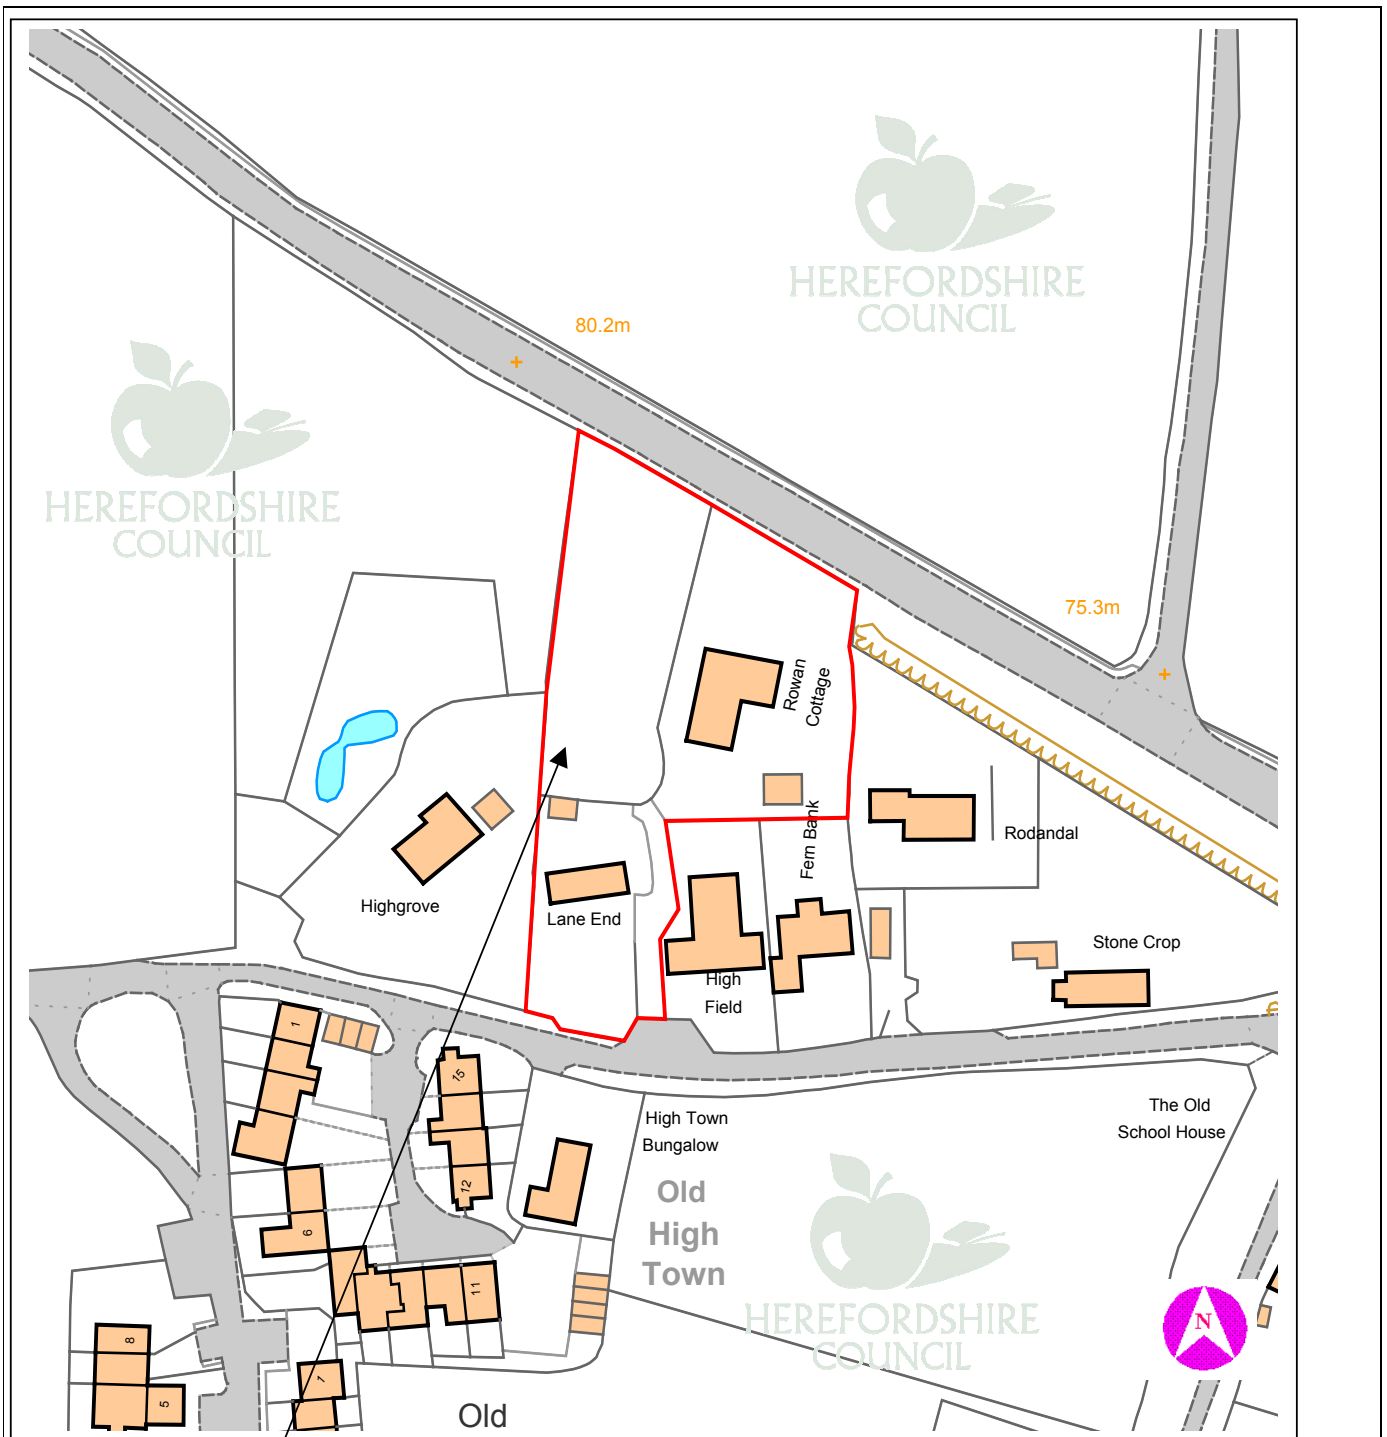 HEREFORDSHIRE
COUNCIL
80.2m
HEREFORDSHIRE
COUNCIL
75.3m
Rowan
Cottage
Fern Bank
Rodandal
Highgrove
Lane End
High
Field
Stone Crop
1
15
12
High Town
Bungalow
The Old
School House
Old
High
Town
6
11
HEREFORDSHIRE
COUNCIL
N
8
5
7
Old